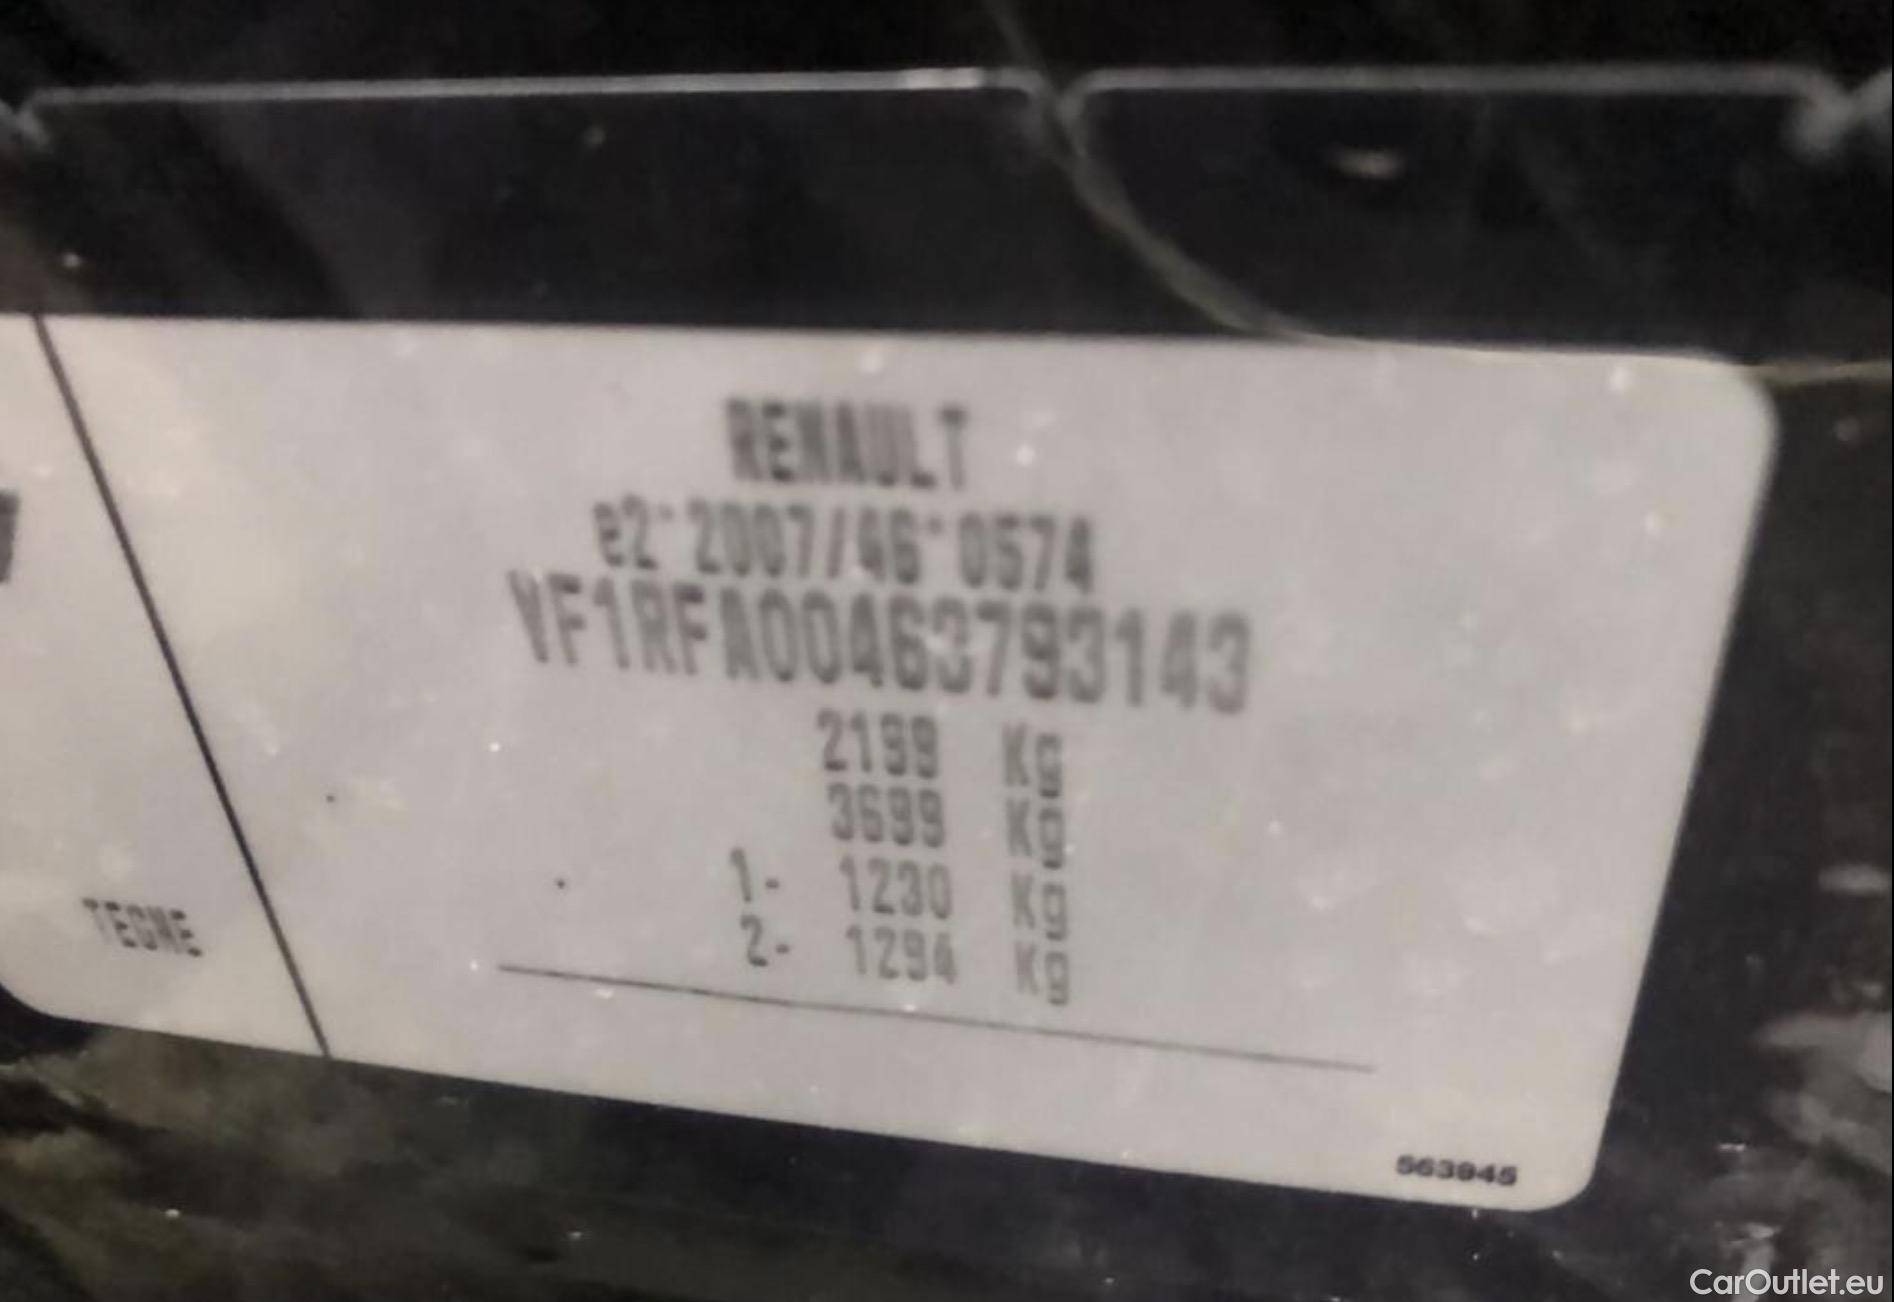 RENAULT
e2*2007/46*0574
VF1RFA00463793143
2199 Kg
3699 Kg
1- 1230 Kg
2- 1294 Kg
TEGNE
563945
CarOutlet.eu